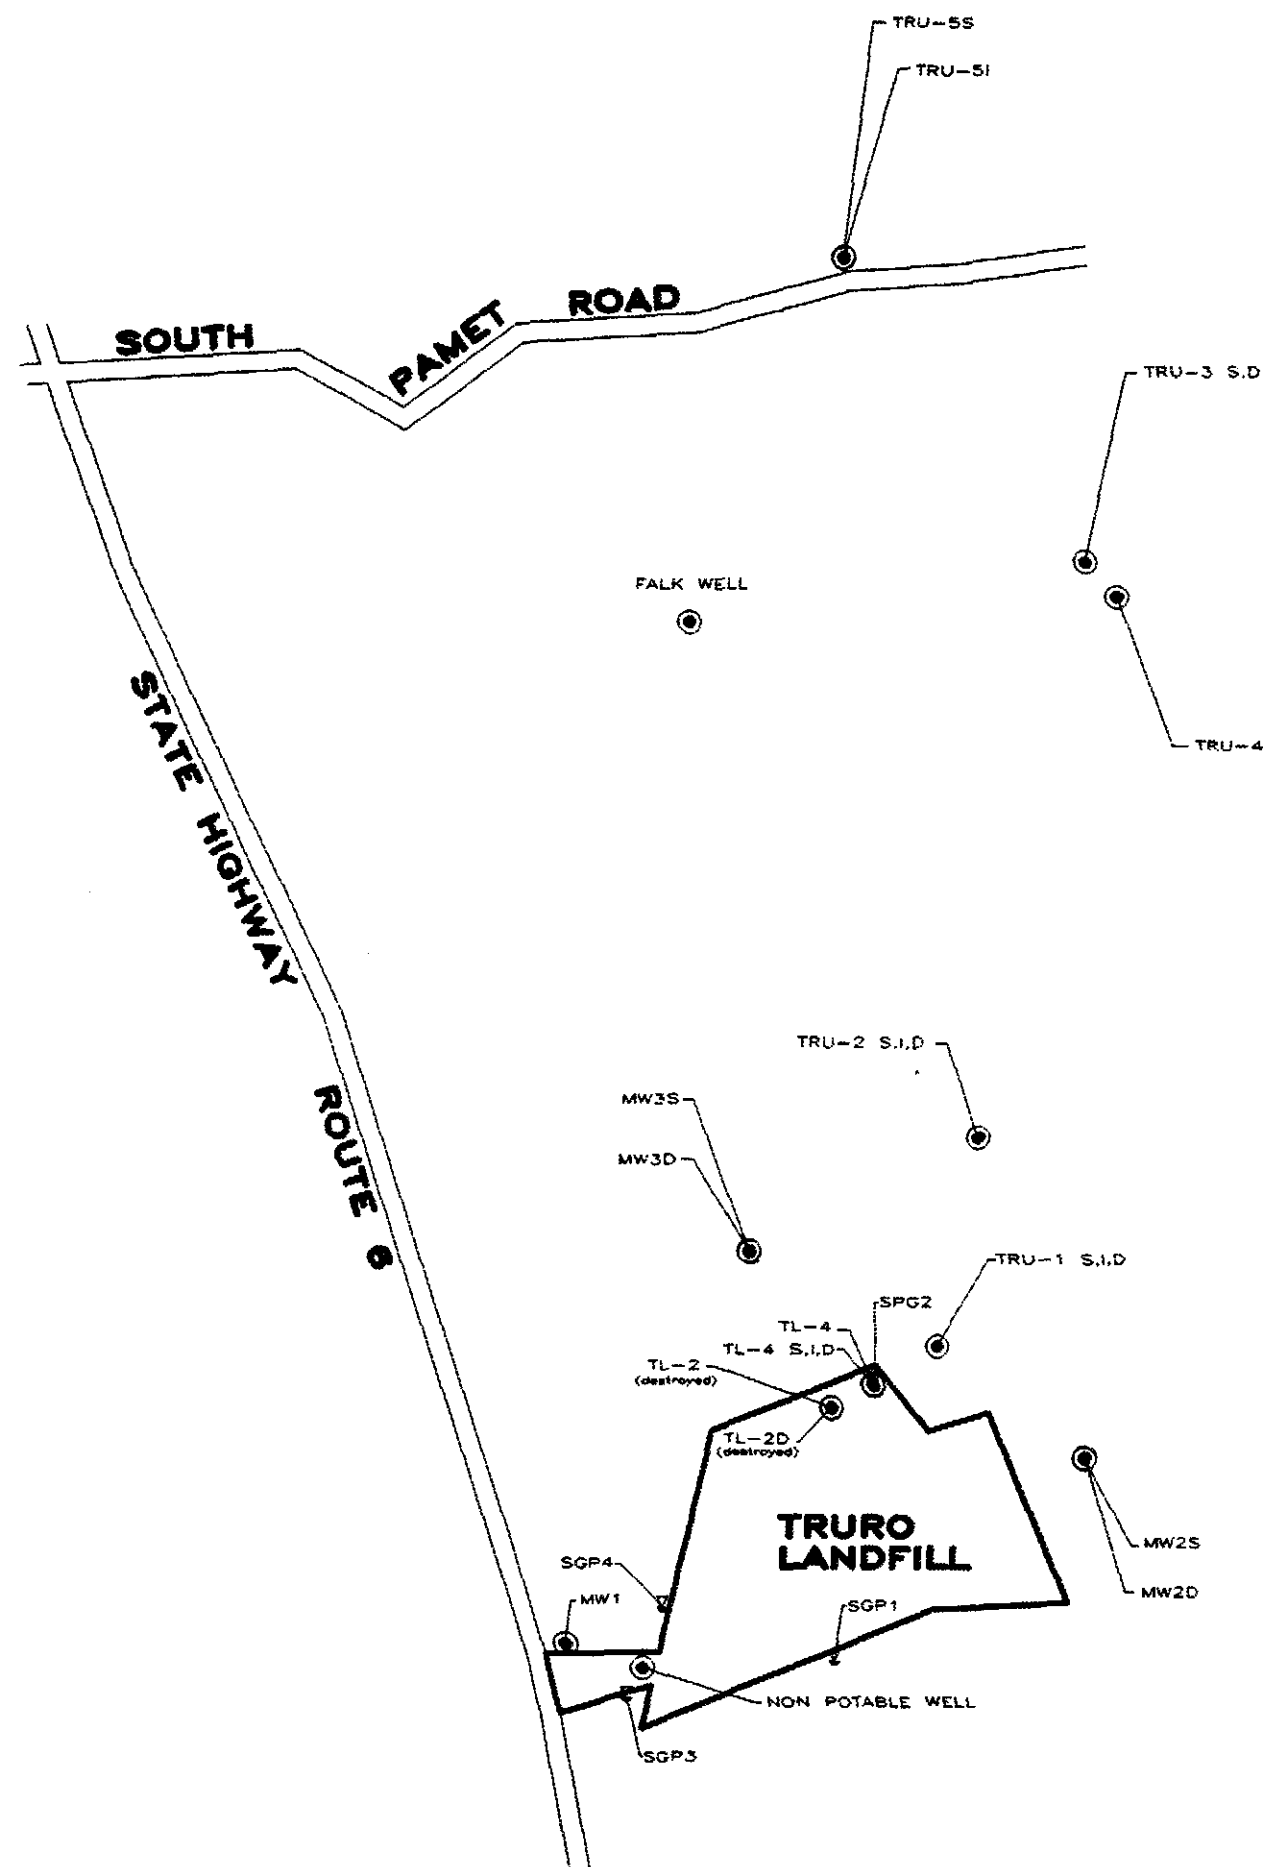 TRU-5S
TRU-5I
SOUTH PAMET ROAD
TRU-3 S,D
FALK WELL
TRU-4
STATE HIGHWAY ROUTE 6
TRU-2 S,I,D
MW3S
MW3D
TRU-1 S,I,D
SPG2
TL-4
TL-4 S,I,D
TL-2
(destroyed)
TL-2D
(destroyed)
TRURO
LANDFILL
MW2S
MW2D
SGP4
MW1
SGP1
NON POTABLE WELL
SGP3